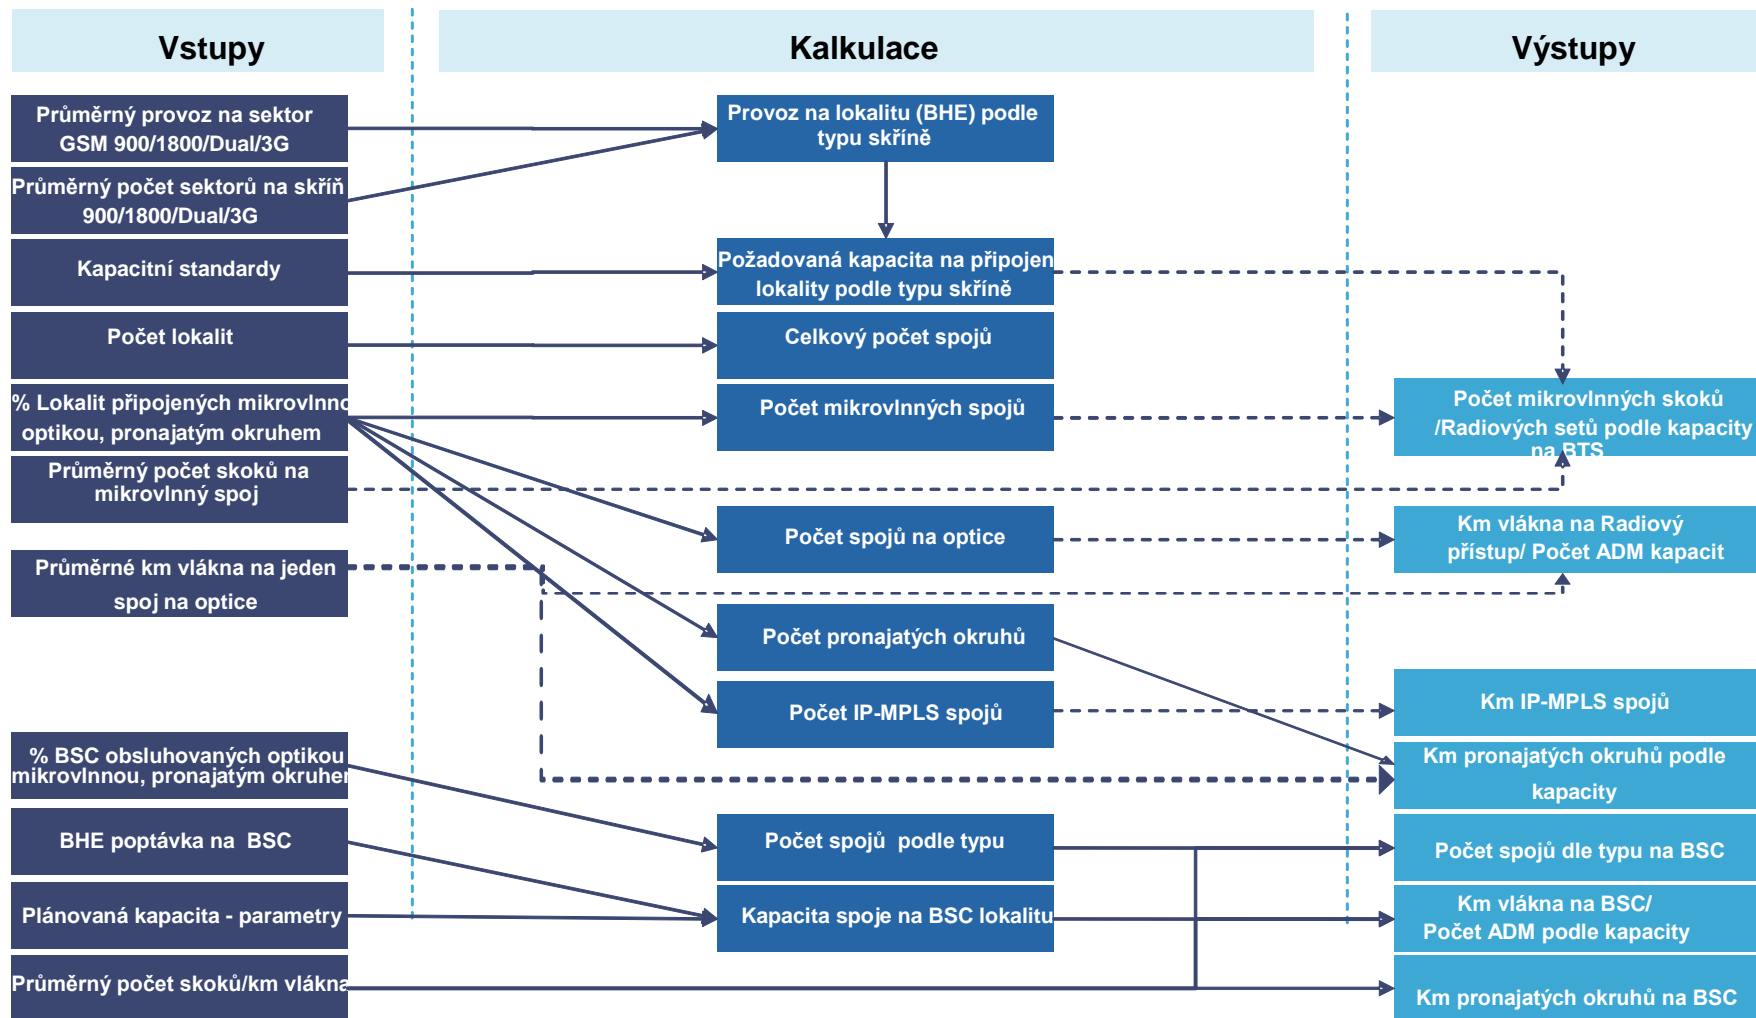 Vstupy
Kalkulace
Výstupy
Průměrný provoz na sektor
GSM 900/1800/Dual/3G
Průměrný počet sektorů na skříň
900/1800/Dual/3G
Kapacitní standardy
Počet lokalit
% Lokalit připojených mikrovlnno
optikou, pronajatým okruhem
Průměrný počet skoků na
mikrovlnný spoj
Průměrné km vlákna na jeden
spoj na optice
% BSC obsluhovaných optikou
mikrovlnnou, pronajatým okruhem
BHE poptávka na BSC
Plánovaná kapacita - parametry
Průměrný počet skoků/km vlákna
Provoz na lokalitu (BHE) podle
typu skříně
Požadovaná kapacita na připojen
lokality podle typu skříně
Celkový počet spojů
Počet mikrovlnných spojů
Počet spojů na optice
Počet pronajatých okruhů
Počet IP-MPLS spojů
Počet spojů podle typu
Kapacita spoje na BSC lokalitu
Počet mikrovlnných skoků
/Radiových setů podle kapacity
na BTS
Km vlákna na Radiový
přístup/ Počet ADM kapacit
Km IP-MPLS spojů
Km pronajatých okruhů podle
kapacity
Počet spojů dle typu na BSC
Km vlákna na BSC/
Počet ADM podle kapacity
Km pronajatých okruhů na BSC